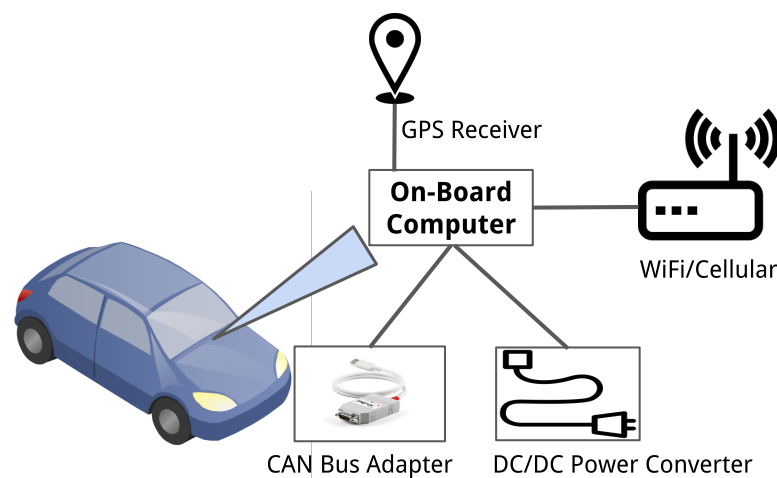 GPS Receiver
On-Board
Computer
WiFi/Cellular
CAN Bus Adapter
DC/DC Power Converter